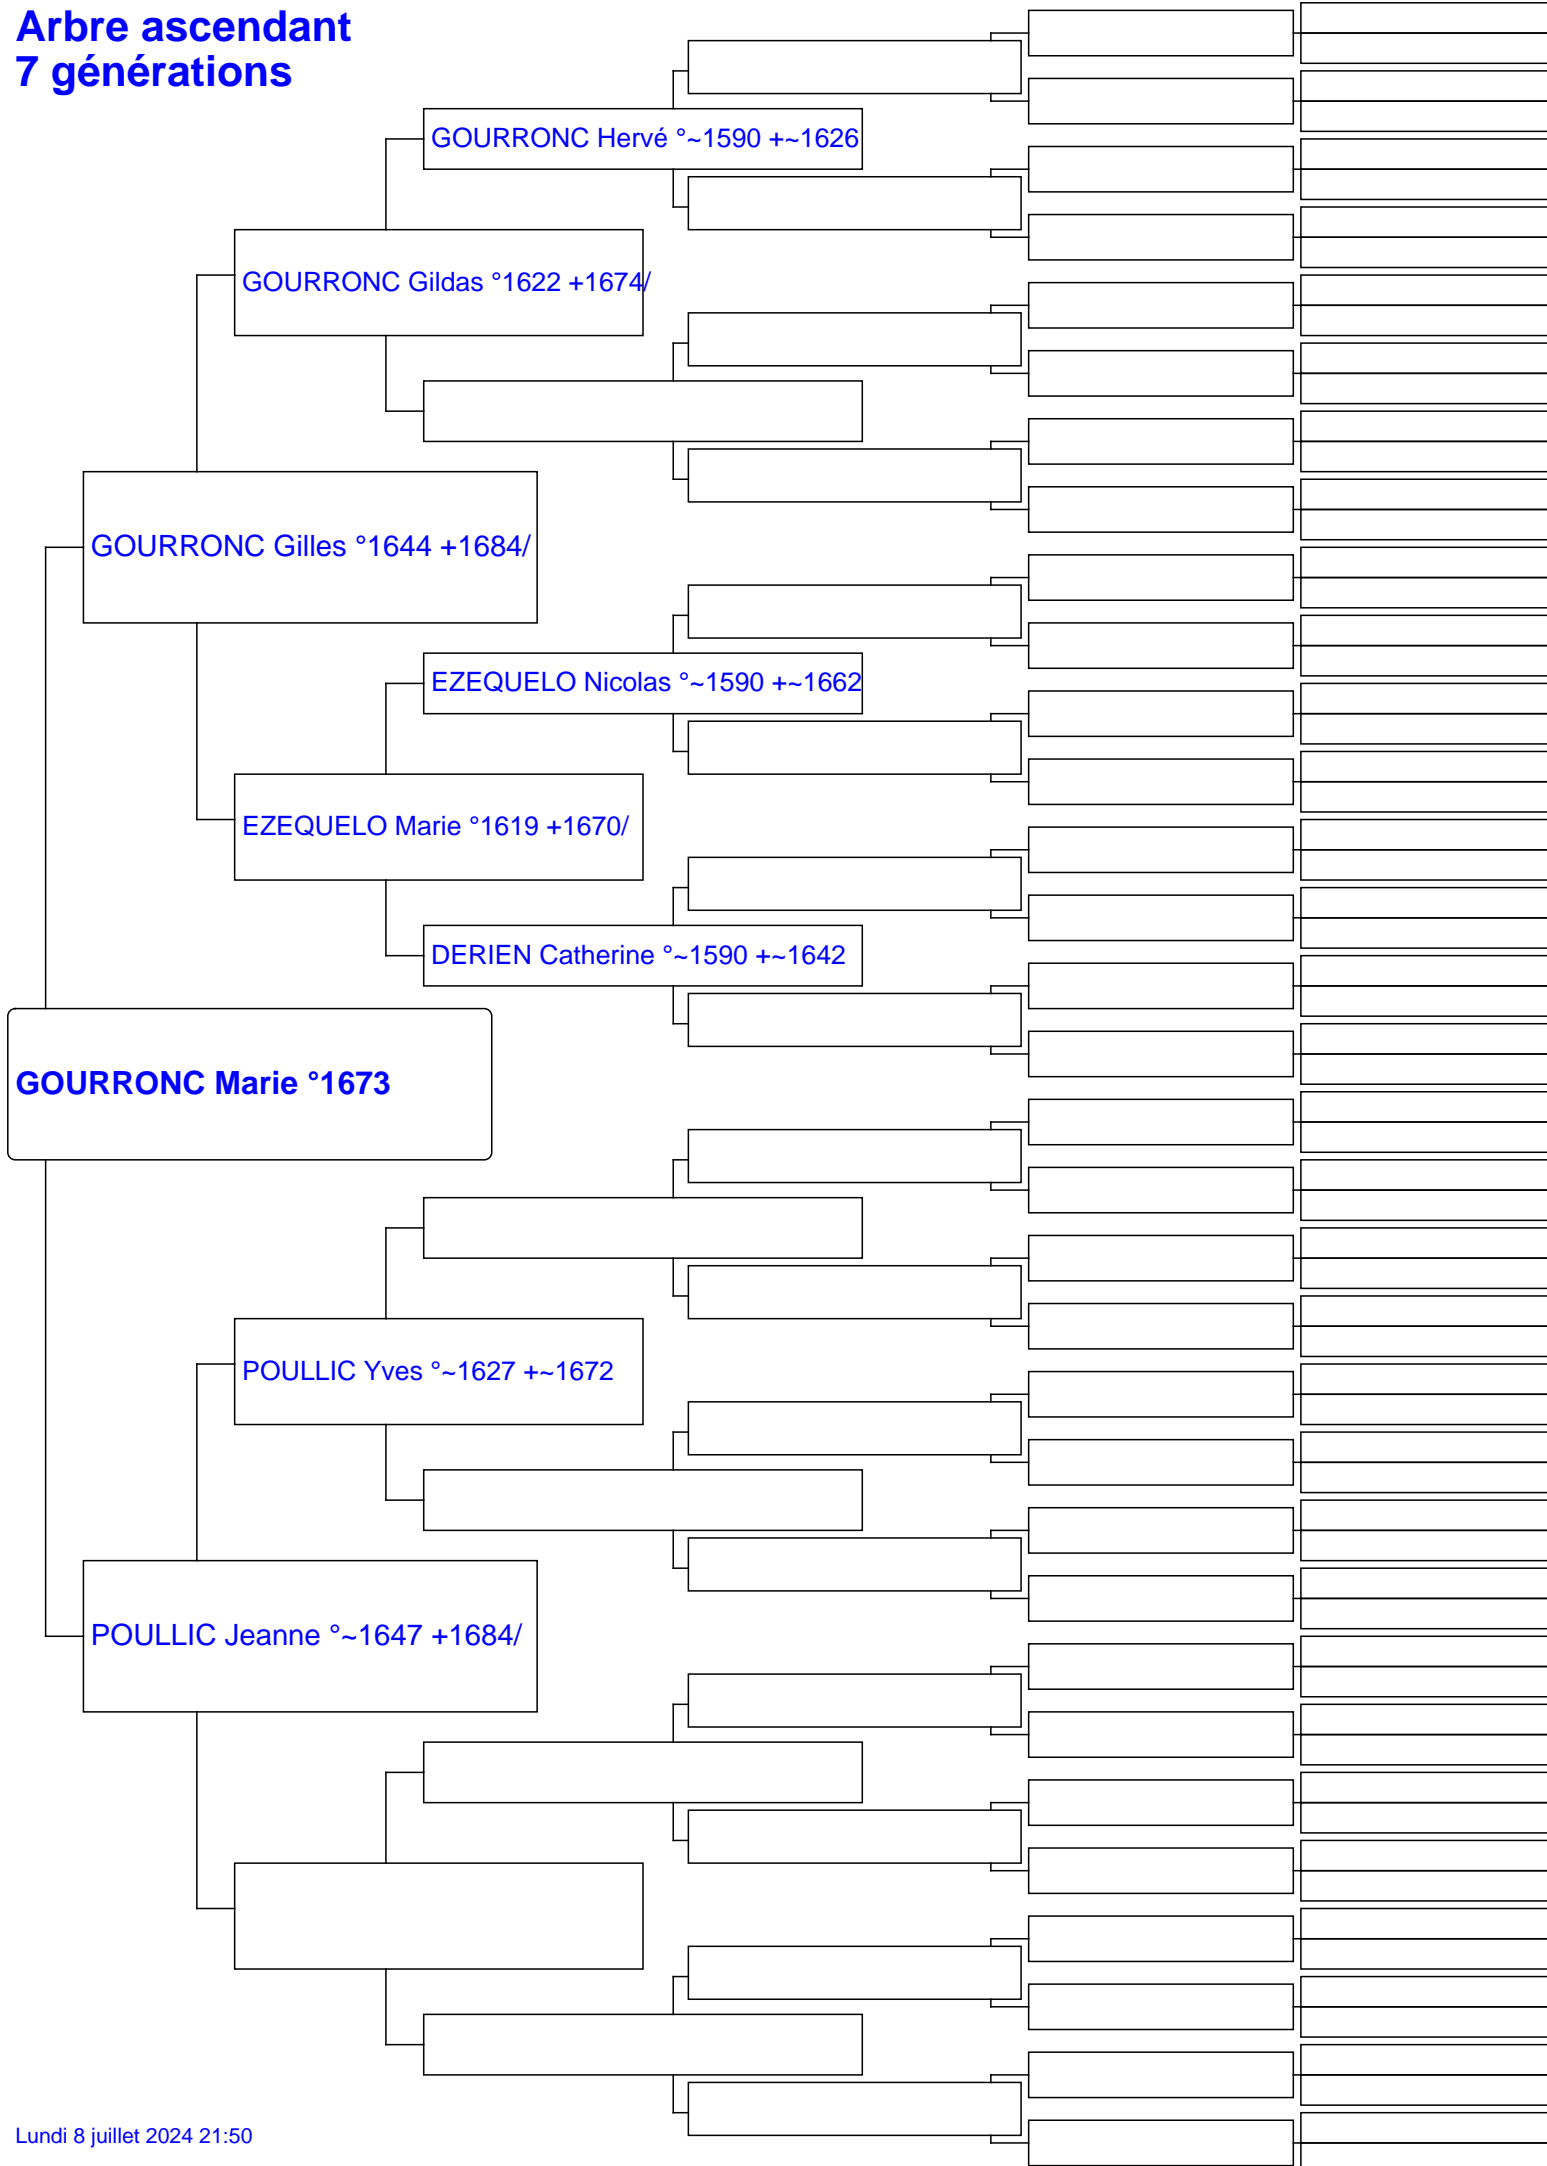 Arbre ascendant
7 générations
GOURRONC Hervé °~1590 +~1626
GOURRONC Gildas °1622 +1674/
GOURRONC Gilles °1644 +1684/
EZEQUELO Nicolas °~1590 +~1662
EZEQUELO Marie °1619 +1670/
DERIEN Catherine °~1590 +~1642
GOURRONC Marie °1673
POULLIC Yves °~1627 +~1672
POULLIC Jeanne °~1647 +1684/
Lundi 8 juillet 2024 21:50